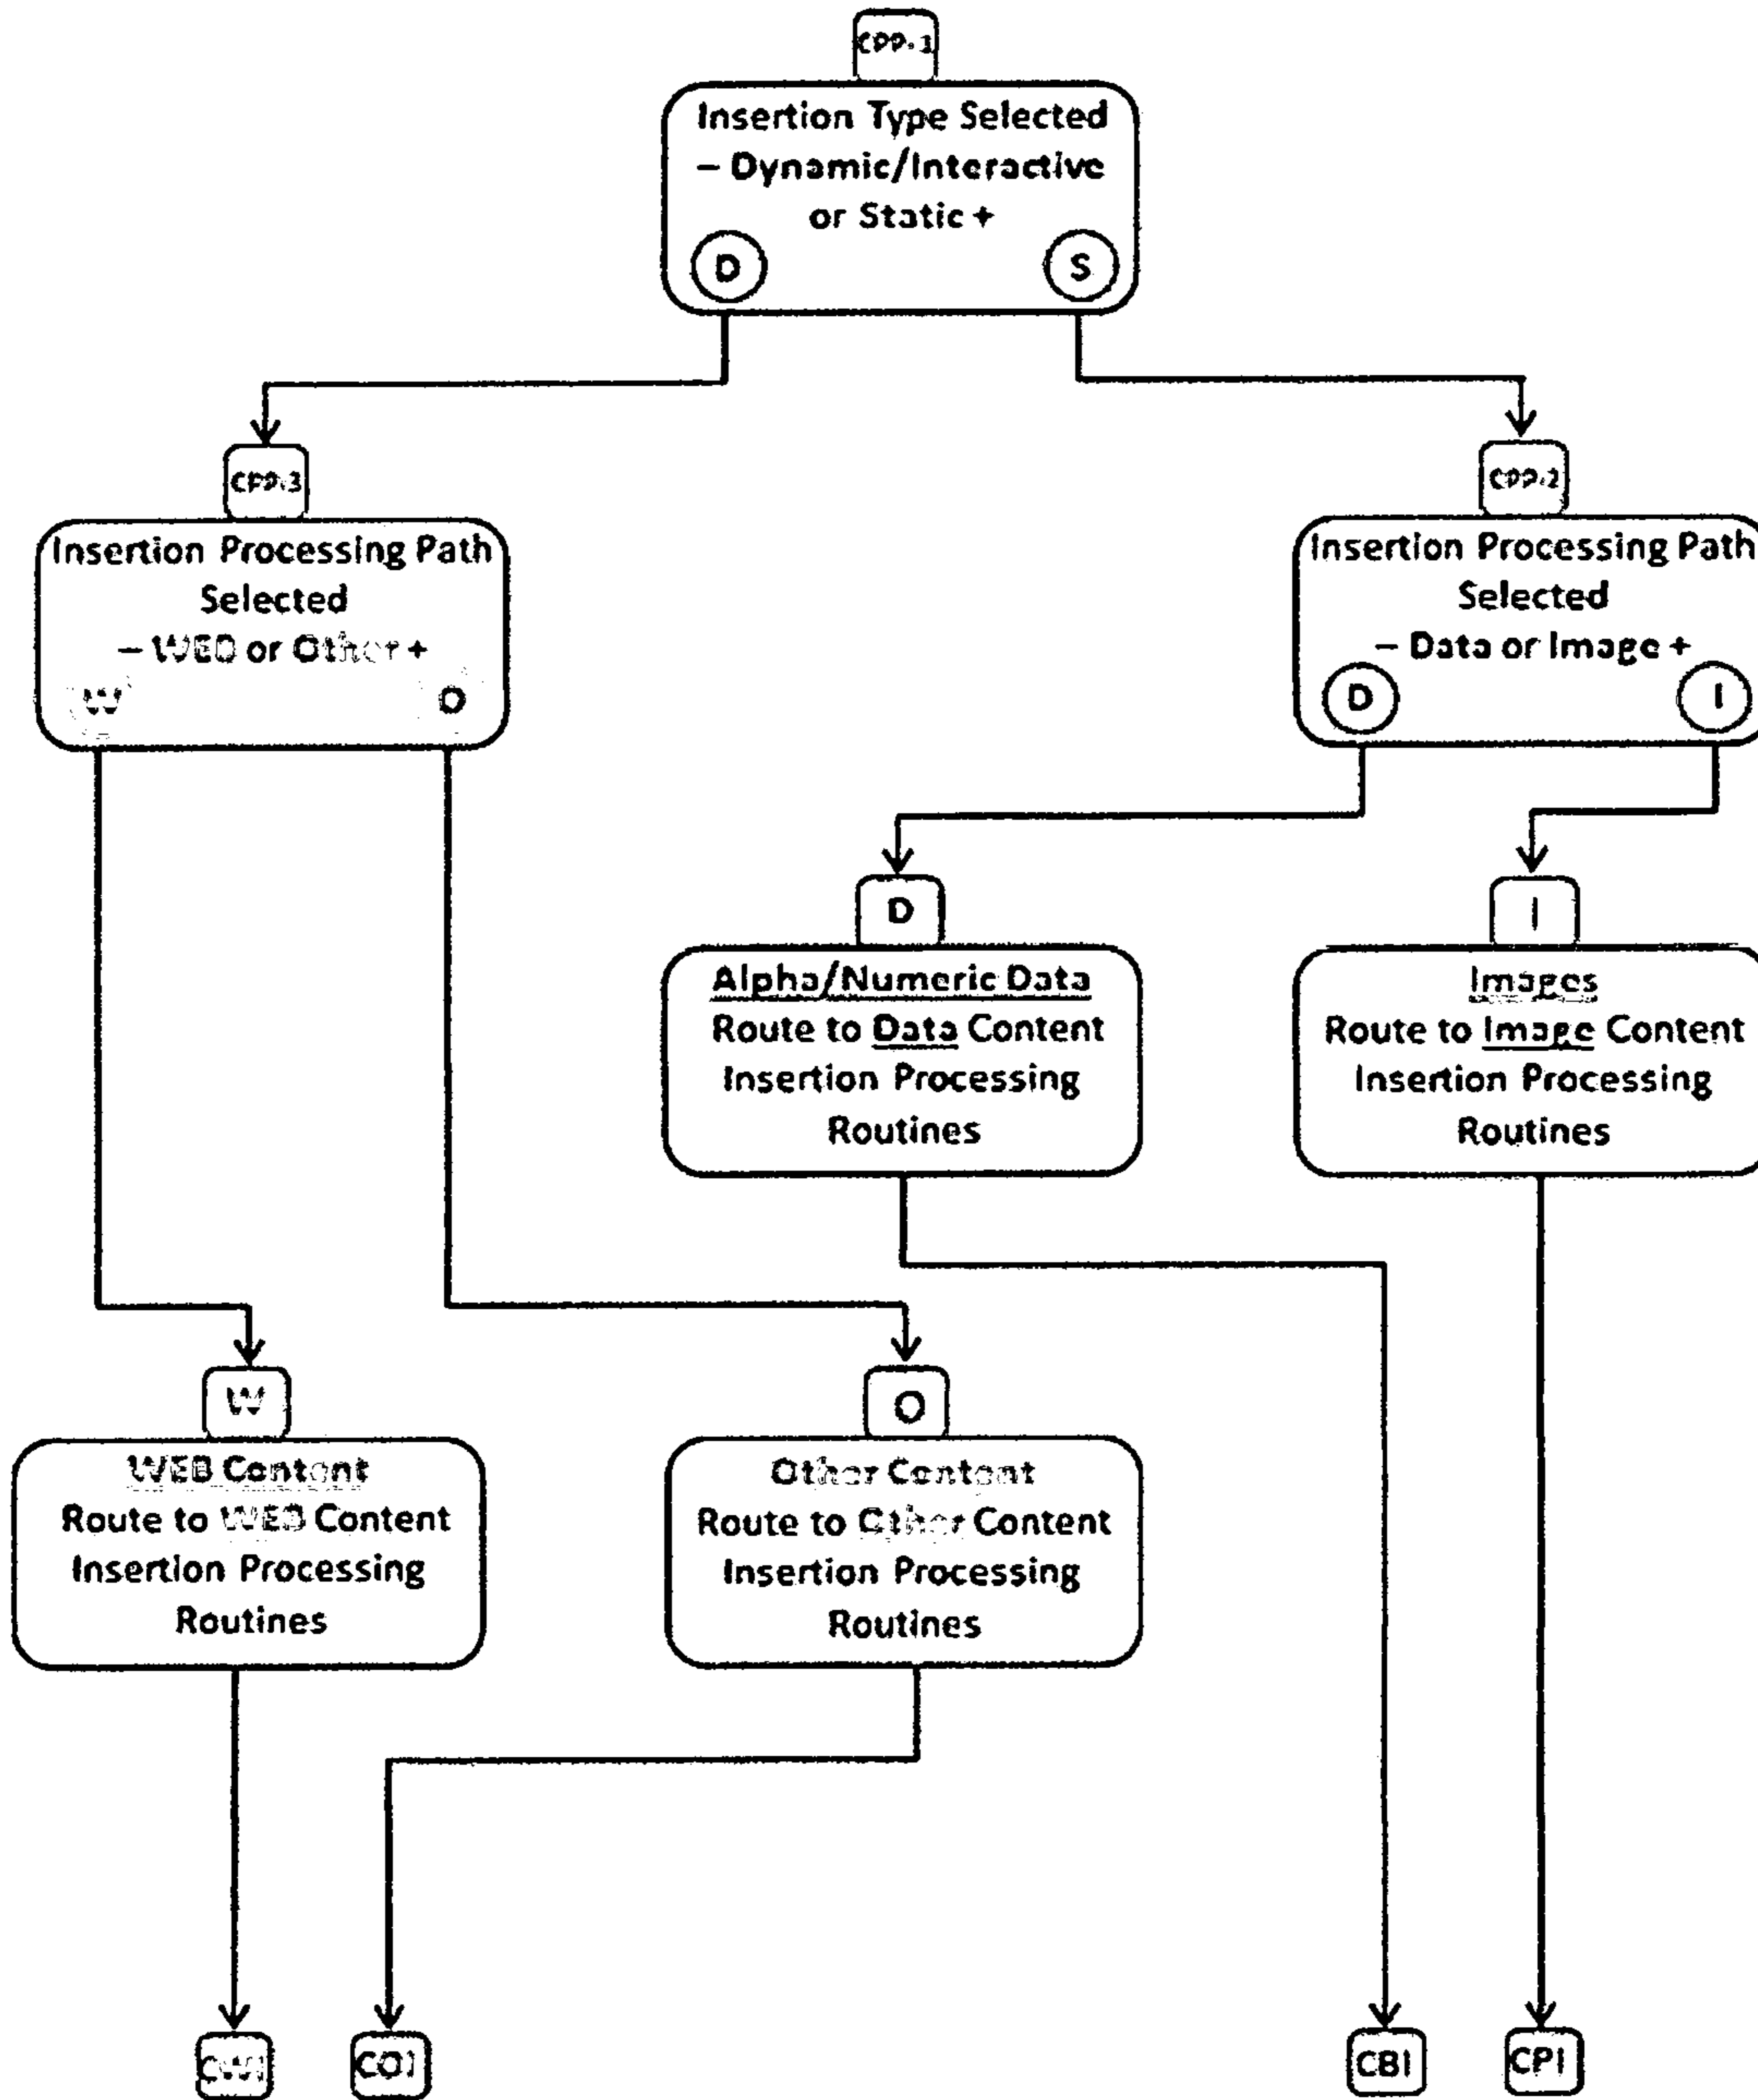 CPP-1
Insertion Type Selected
– Dynamic/Interactive
or Static +
D
S
CPP-3
Insertion Processing Path
Selected
– WEB or Other +
W
O
CPP-2
Insertion Processing Path
Selected
– Data or Image +
D
I
D
Alpha/Numeric Data
Route to Data Content
Insertion Processing
Routines
I
Images
Route to Image Content
Insertion Processing
Routines
W
WEB Content
Route to WEB Content
Insertion Processing
Routines
O
Other Content
Route to Other Content
Insertion Processing
Routines